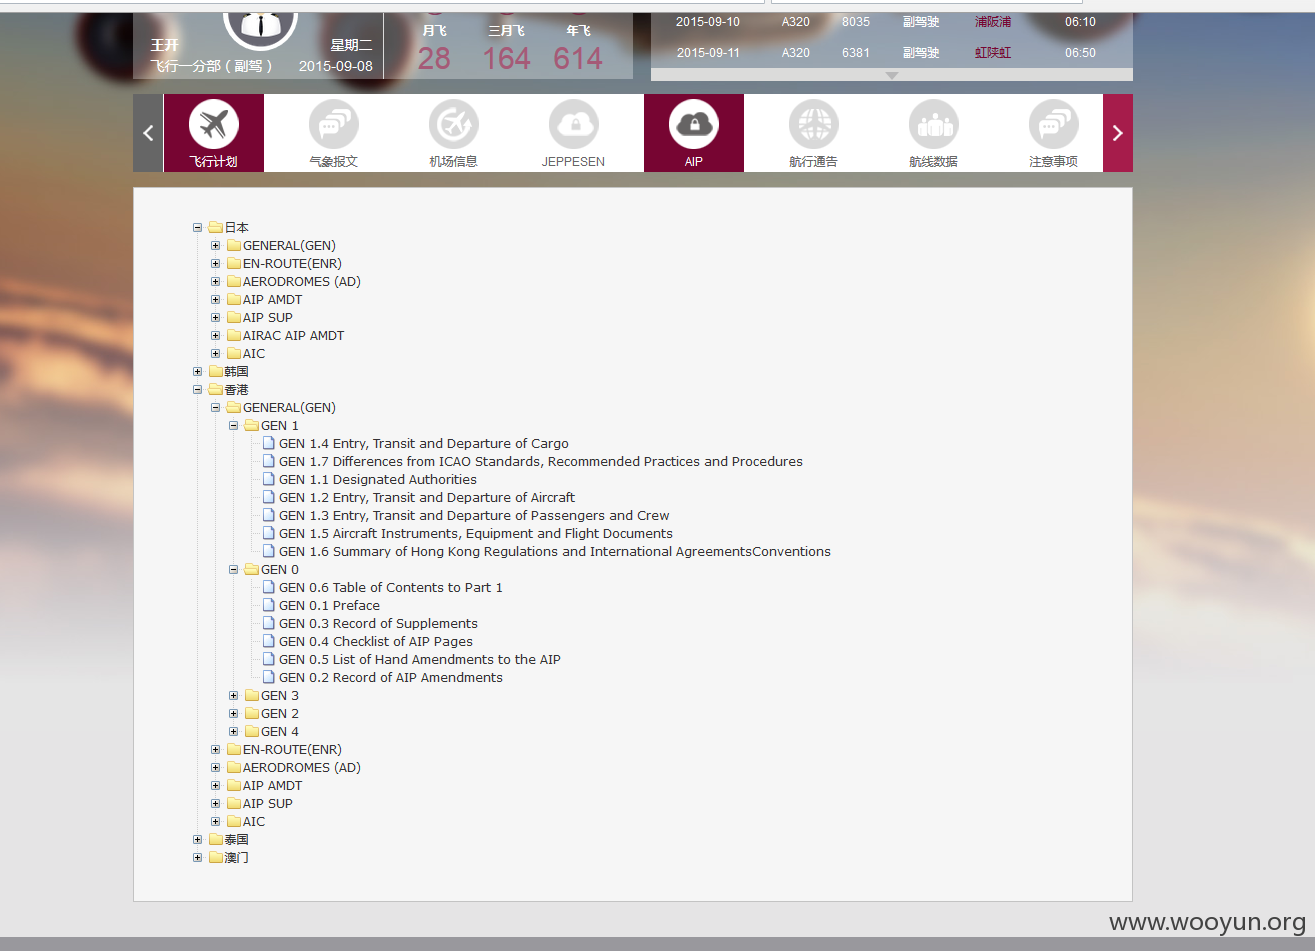 月飞 三月飞 年飞
28 164 614
王开 星期二
飞行一分部（副驾） 2015-09-08
2015-09-10 A320 8035 副驾驶 浦阪浦 06:10
2015-09-11 A320 6381 副驾驶 虹陕虹 06:50
飞行计划 气象报文 机场信息 JEPPESEN AIP 航行通告 航线数据 注意事项
日本
GENERAL(GEN)
EN-ROUTE(ENR)
AERODROMES (AD)
AIP AMDT
AIP SUP
AIRAC AIP AMDT
AIC
韩国
香港
GENERAL(GEN)
GEN 1
GEN 1.4 Entry, Transit and Departure of Cargo
GEN 1.7 Differences from ICAO Standards, Recommended Practices and Procedures
GEN 1.1 Designated Authorities
GEN 1.2 Entry, Transit and Departure of Aircraft
GEN 1.3 Entry, Transit and Departure of Passengers and Crew
GEN 1.5 Aircraft Instruments, Equipment and Flight Documents
GEN 1.6 Summary of Hong Kong Regulations and International AgreementsConventions
GEN 0
GEN 0.6 Table of Contents to Part 1
GEN 0.1 Preface
GEN 0.3 Record of Supplements
GEN 0.4 Checklist of AIP Pages
GEN 0.5 List of Hand Amendments to the AIP
GEN 0.2 Record of AIP Amendments
GEN 3
GEN 2
GEN 4
EN-ROUTE(ENR)
AERODROMES (AD)
AIP AMDT
AIP SUP
AIC
泰国
澳门
www.wooyun.org